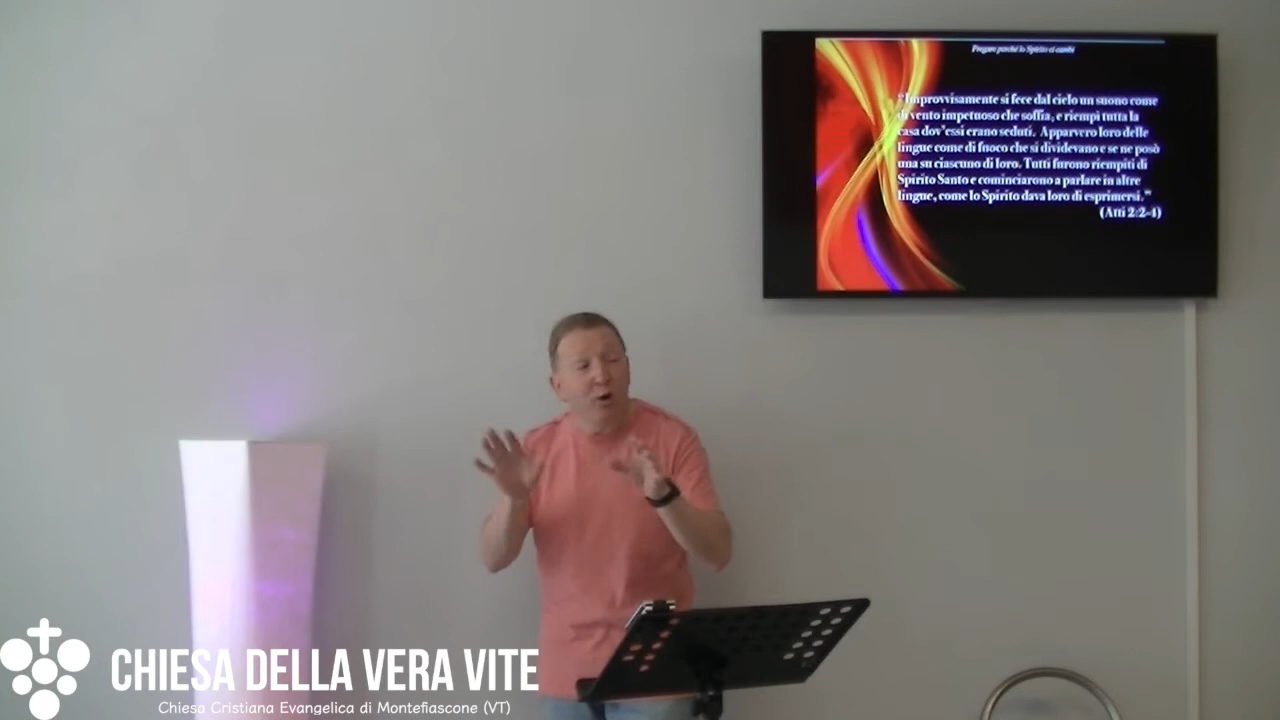 Pregare perché lo Spirito ci cambi
“Improvvisamente si fece dal cielo un suono come
di vento impetuoso che soffia, e riempì tutta la
casa dov'essi erano seduti. Apparvero loro delle
lingue come di fuoco che si dividevano e se ne posò
una su ciascuno di loro. Tutti furono riempiti di
Spirito Santo e cominciarono a parlare in altre
lingue, come lo Spirito dava loro di esprimersi.”
(Atti 2:2-4)
CHIESA DELLA VERA VITE
Chiesa Cristiana Evangelica di Montefiascone (VT)